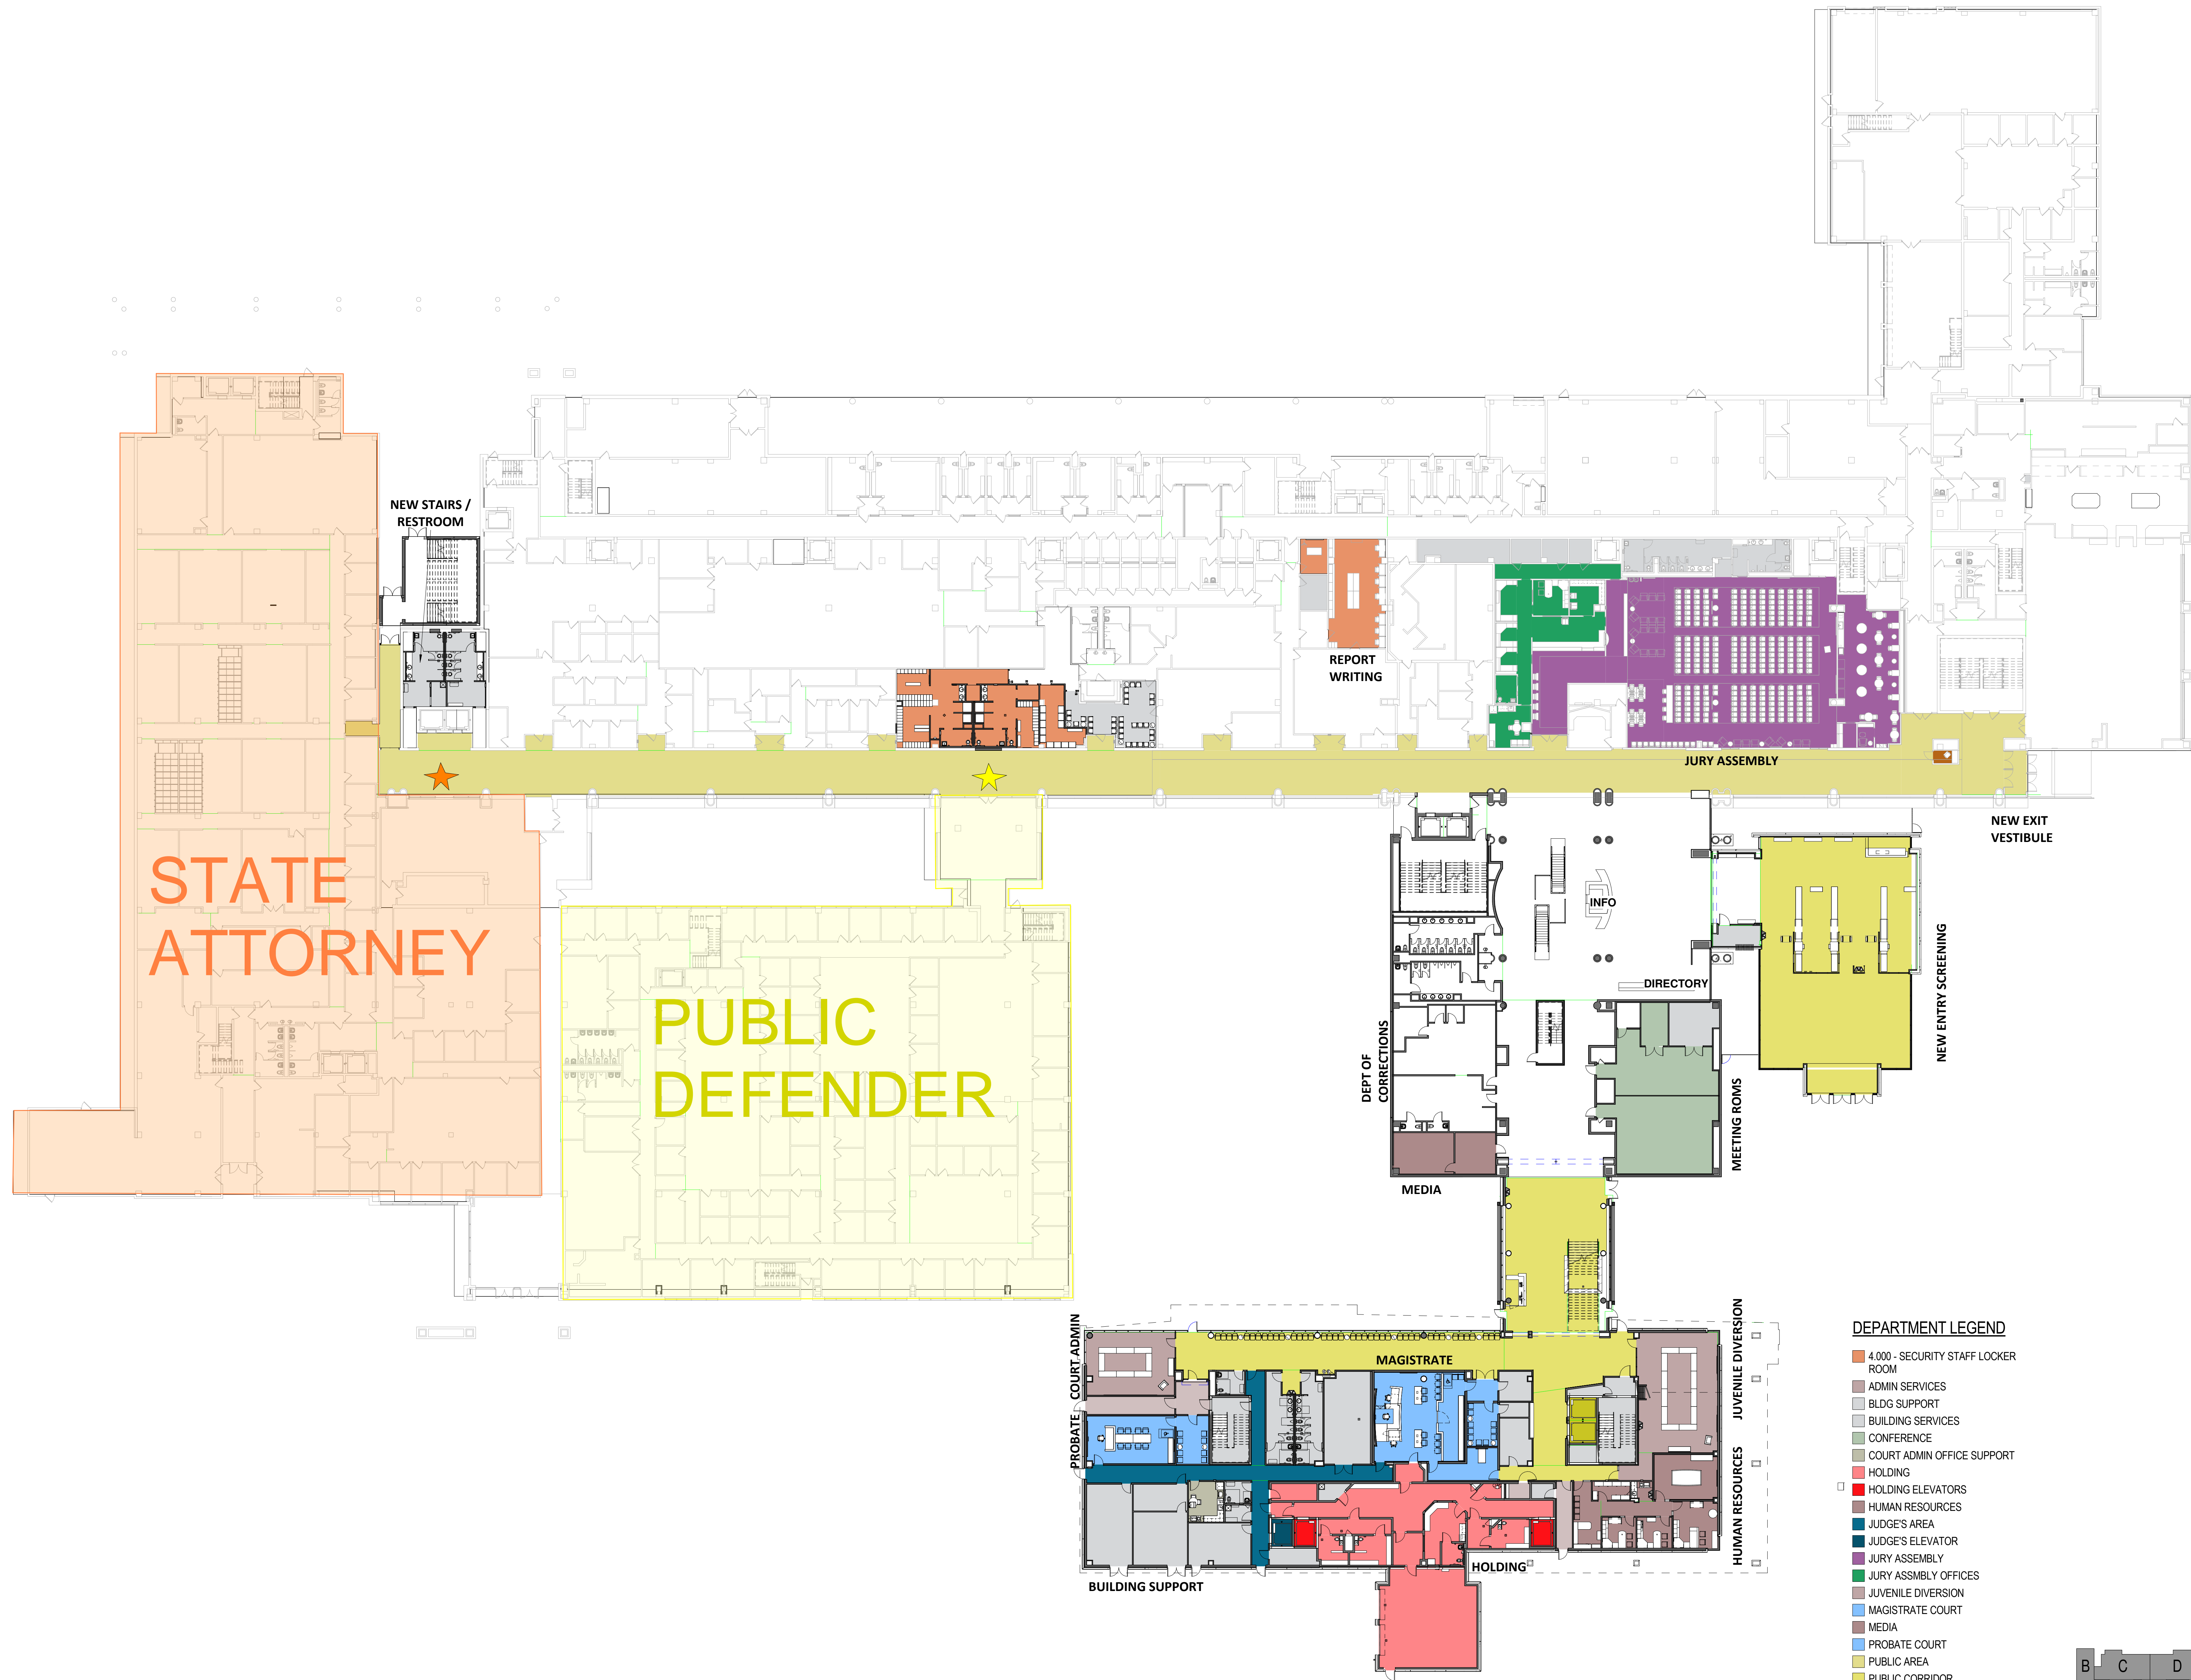 NEW STAIRS /
RESTROOM
REPORT
WRITING
JURY ASSEMBLY
NEW EXIT
VESTIBULE
STATE
ATTORNEY
PUBLIC
DEFENDER
INFO
DIRECTORY
NEW ENTRY SCREENING
DEPT OF
CORRECTIONS
MEETING ROMS
MEDIA
COURT ADMIN
PROBATE
MAGISTRATE
JUVENILE DIVERSION
HUMAN RESOURCES
HOLDING
BUILDING SUPPORT
DEPARTMENT LEGEND
4.000 - SECURITY STAFF LOCKER
ROOM
ADMIN SERVICES
BLDG SUPPORT
BUILDING SERVICES
CONFERENCE
COURT ADMIN OFFICE SUPPORT
HOLDING
HOLDING ELEVATORS
HUMAN RESOURCES
JUDGE'S AREA
JUDGE'S ELEVATOR
JURY ASSEMBLY
JURY ASSMBLY OFFICES
JUVENILE DIVERSION
MAGISTRATE COURT
MEDIA
PROBATE COURT
PUBLIC AREA
PUBLIC CORRIDOR
B C D